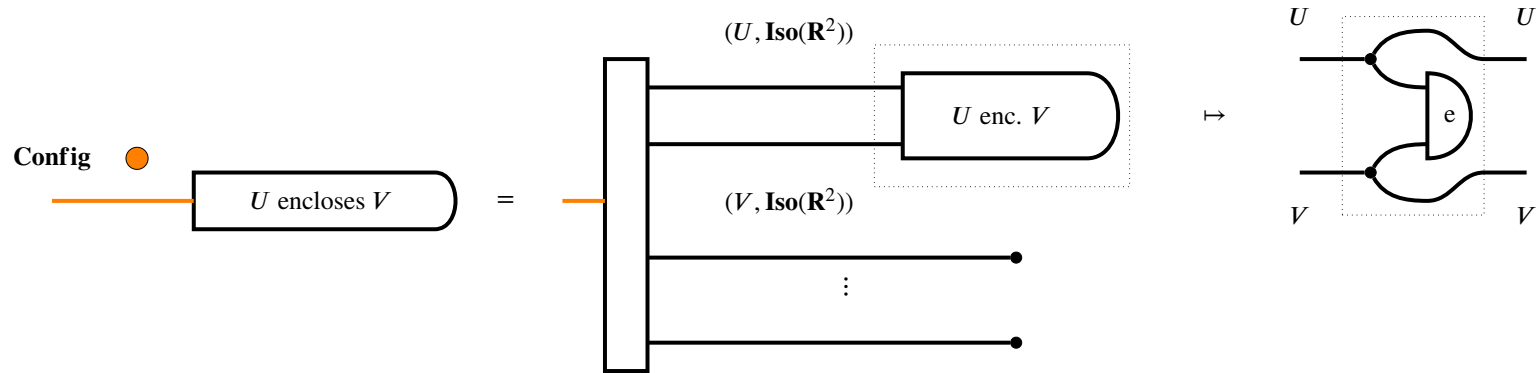 Config
U encloses V
=
(U, Iso(R²))
U enc. V
(V, Iso(R²))
⋮
↦
U
U
e
V
V